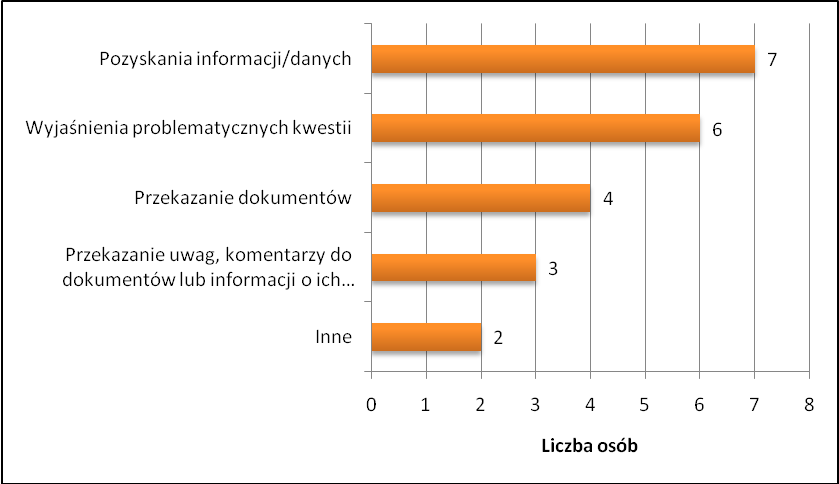 Pozyskania informacji/danych
7
Wyjaśnienia problematycznych kwestii
6
Przekazanie dokumentów
4
Przekazanie uwag, komentarzy do
dokumentów lub informacji o ich...
3
Inne
2
0 1 2 3 4 5 6 7 8
Liczba osób